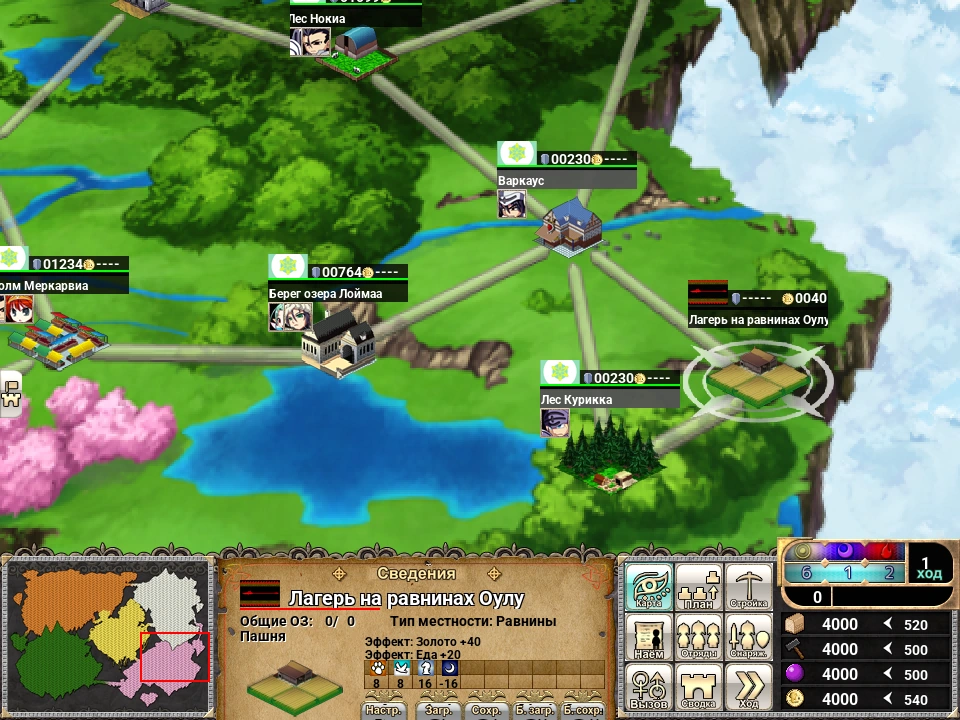 Лес Нокиа
00230 ----
Варкаус
01234 ----
олм Меркарвиа
00764 ----
Берег озера Лоймаа
----- 0040
Лагерь на равнинах Оулу
00230 ----
Лес Курикка
Сведения
Лагерь на равнинах Оулу
Общие ОЗ: 0/ 0 Тип местности: Равнины
Пашня
Эффект: Золото +40
Эффект: Еда +20
8 8 16 -16
Настр. Загр. Сохр. Б. загр. Б. сохр.
Карта План Стройка
Наём Отряды Снаряж.
Вызов Сводка Ход
6 1 2
1
ход
0
4000 520
4000 500
4000 500
4000 540